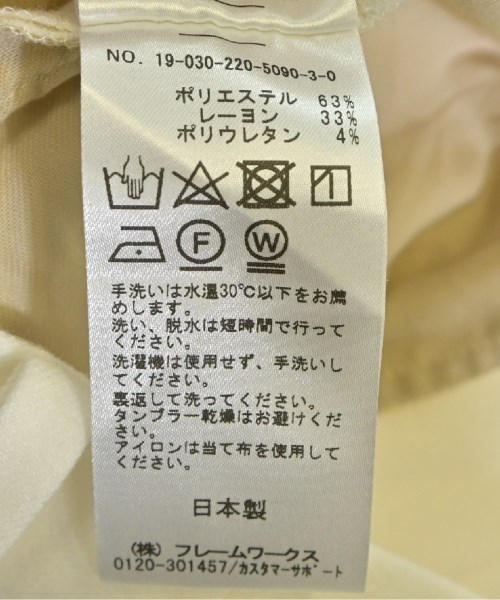 NO. 19-030-220-5090-3-0
ポリエステル 63%
レーヨン 33%
ポリウレタン 4%
F W
手洗いは水温30℃以下をお薦
めします。
洗い、脱水は短時間で行って
ください。
洗濯機は使用せず、手洗いし
てください。
裏返して洗ってください。
タンブラー乾燥はお避けくだ
さい。
アイロンは当て布を使用して
ください。
日本製
(株) フレームワークス
0120-301457/カスタマーサポート